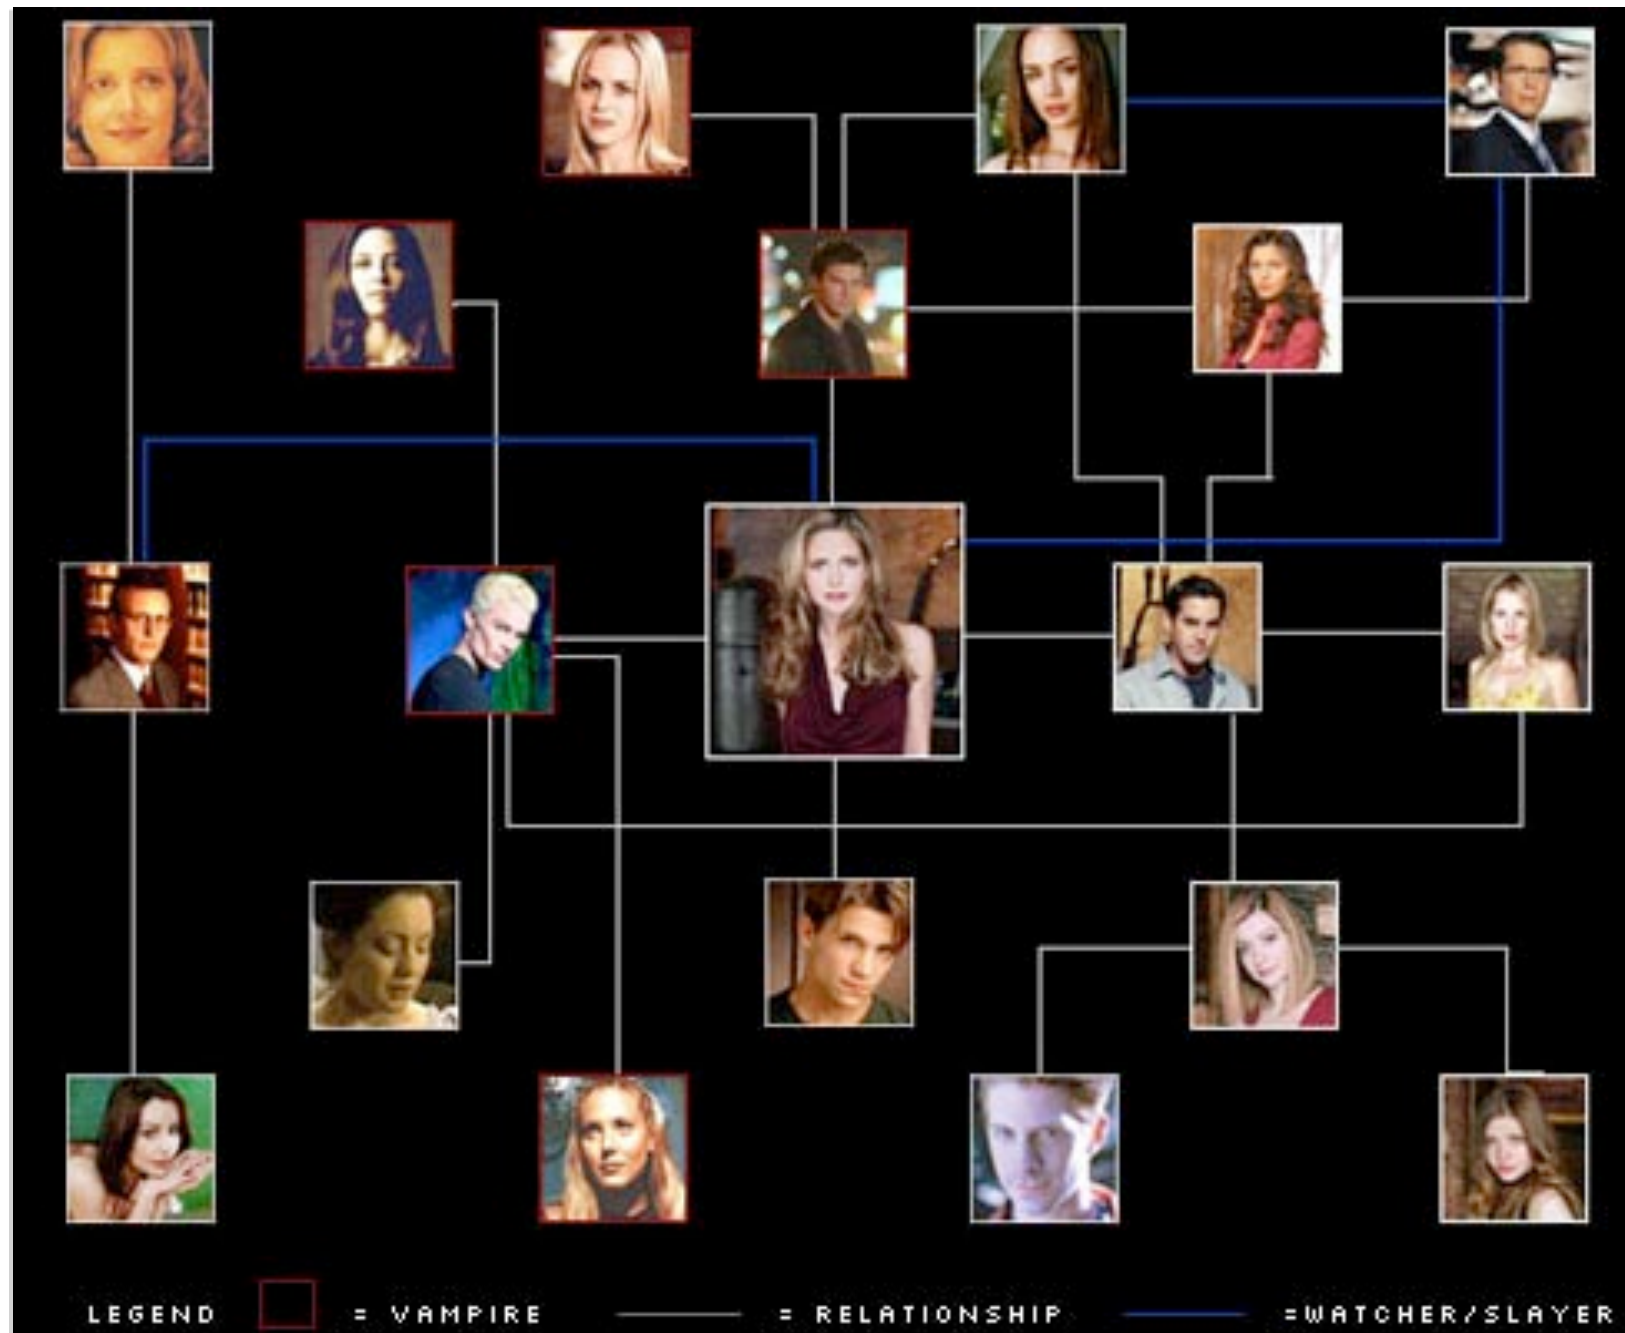 LEGEND = VAMPIRE = RELATIONSHIP =WATCHER/SLAYER